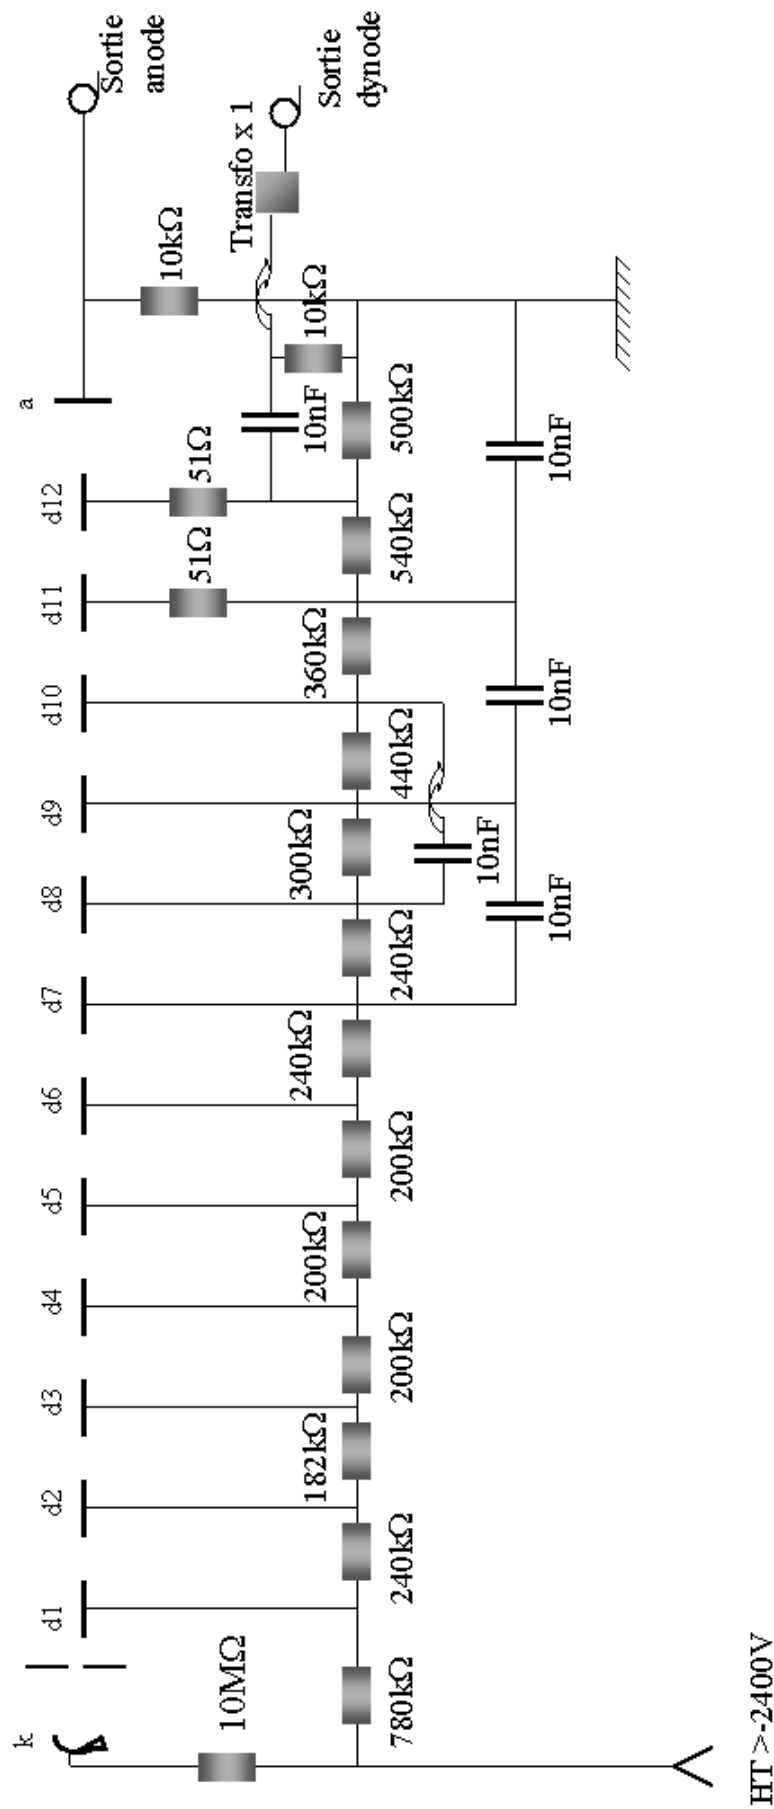 k
d1
d2
d3
d4
d5
d6
d7
d8
d9
d10
d11
d12
a
Sortie
anode
10kΩ
51Ω
51Ω
10MΩ
Transfo x 1
Sortie
dynode
10kΩ
10nF
780kΩ
240kΩ
182kΩ
200kΩ
200kΩ
200kΩ
240kΩ
240kΩ
300kΩ
440kΩ
360kΩ
540kΩ
500kΩ
10nF
10nF
10nF
10nF
HT >-2400V